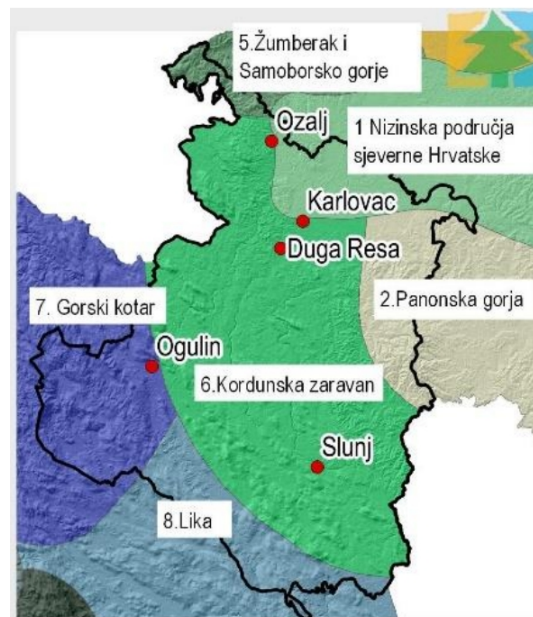 5.Žumberak i
Samoborsko gorje
Ozalj
1 Nizinska područja
sjeverne Hrvatske
Karlovac
Duga Resa
2.Panonska gorja
7. Gorski kotar
Ogulin
6.Kordunska zaravan
Slunj
8.Lika